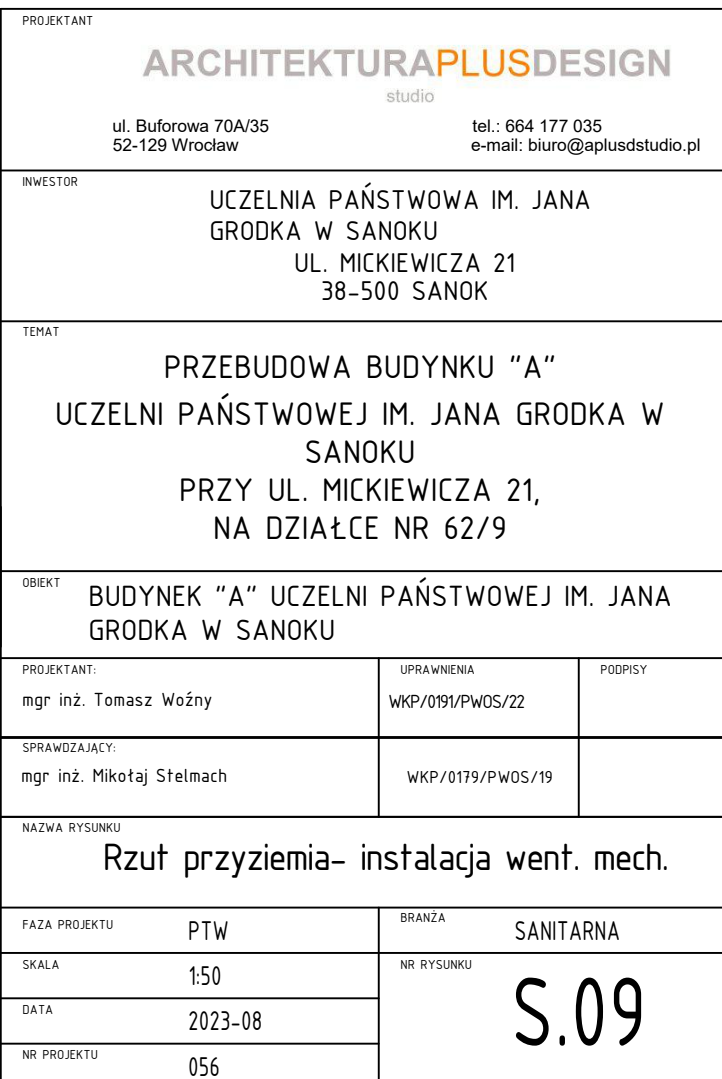 PROJEKTANT
ARCHITEKTURAPLUSDESIGN
studio
ul. Buforowa 70A/35
52-129 Wrocław
tel.: 664 177 035
e-mail: biuro@aplusdstudio.pl
INWESTOR
UCZELNIA PAŃSTWOWA IM. JANA
GRODKA W SANOKU
UL. MICKIEWICZA 21
38-500 SANOK
TEMAT
PRZEBUDOWA BUDYNKU "A"
UCZELNI PAŃSTWOWEJ IM. JANA GRODKA W
SANOKU
PRZY UL. MICKIEWICZA 21,
NA DZIAŁCE NR 62/9
OBIEKT
BUDYNEK "A" UCZELNI PAŃSTWOWEJ IM. JANA
GRODKA W SANOKU
PROJEKTANT:
mgr inż. Tomasz Woźny
UPRAWNIENIA
WKP/0191/PWOS/22
PODPISY
SPRAWDZAJĄCY:
mgr inż. Mikołaj Stelmach
WKP/0179/PWOS/19
NAZWA RYSUNKU
Rzut przyziemia- instalacja went. mech.
FAZA PROJEKTU
PTW
BRANŻA
SANITARNA
SKALA
1:50
NR RYSUNKU
S.09
DATA
2023-08
NR PROJEKTU
056